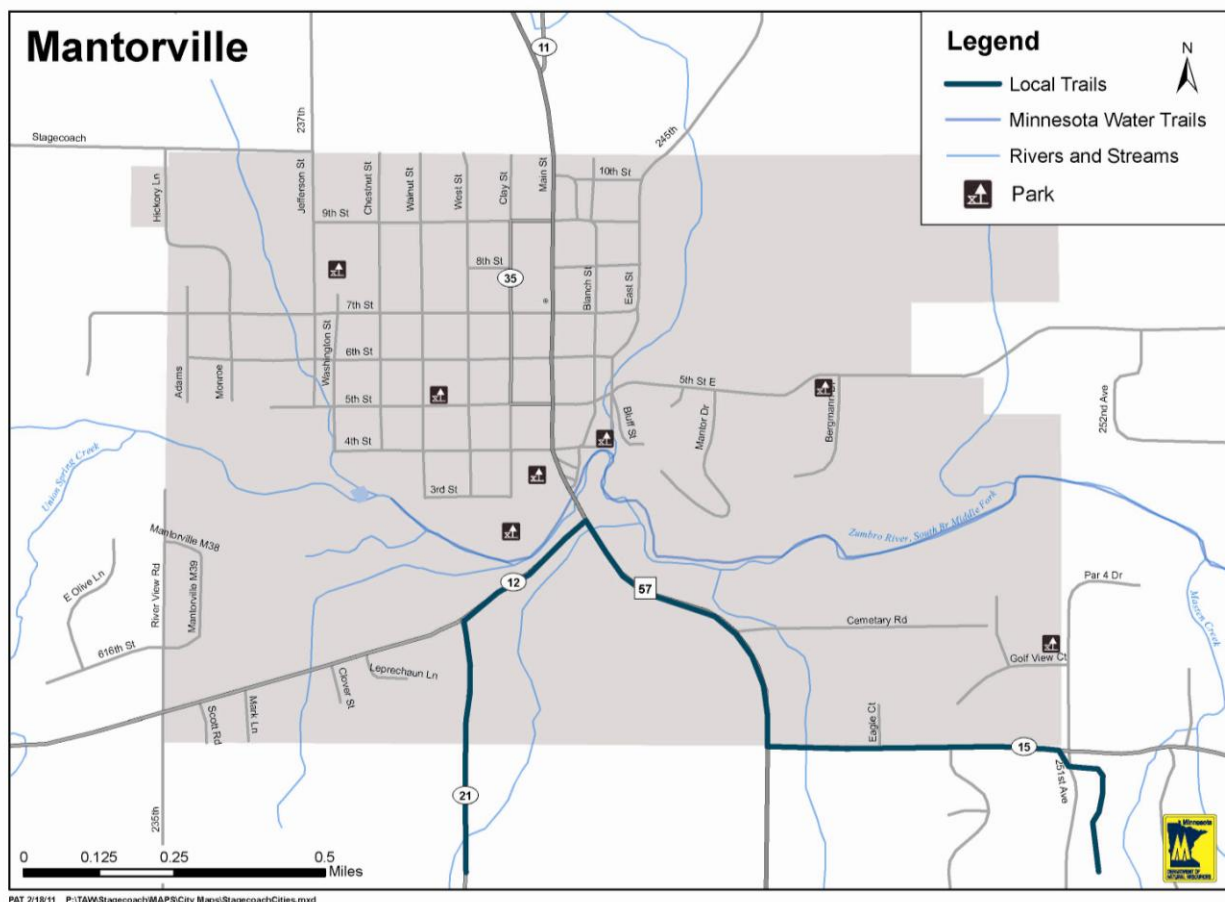 Mantorville
Legend
N
Local Trails
Minnesota Water Trails
Rivers and Streams
Park
11
237th
245th
Stagecoach
Hickory Ln
Jefferson St
Chestnut St
Walnut St
West St
Clay St
Main St
10th St
9th St
8th St
35
Blanch St
East St
7th St
Washington St
6th St
Adams
Monroe
5th St
5th St E
Bluff St
Mantor Dr
Bergmann Dr
252nd Ave
4th St
3rd St
Union Spring Creek
Zumbro River, South Br Middle Fork
Mantorville M38
Mantorville M39
E Olive Ln
River View Rd
616th St
12
57
Par 4 Dr
Masten Creek
Cemetary Rd
Golf View Ct
Leprechaun Ln
Clover St
Mark Ln
Scott Rd
Eagle Ct
15
251st Ave
21
235th
0 0.125 0.25 0.5
Miles
Minnesota
DEPARTMENT OF
NATURAL RESOURCES
PAT 2/18/11 P:\TAW\Stagecoach\MAPS\City Maps\StagecoachCities.mxd